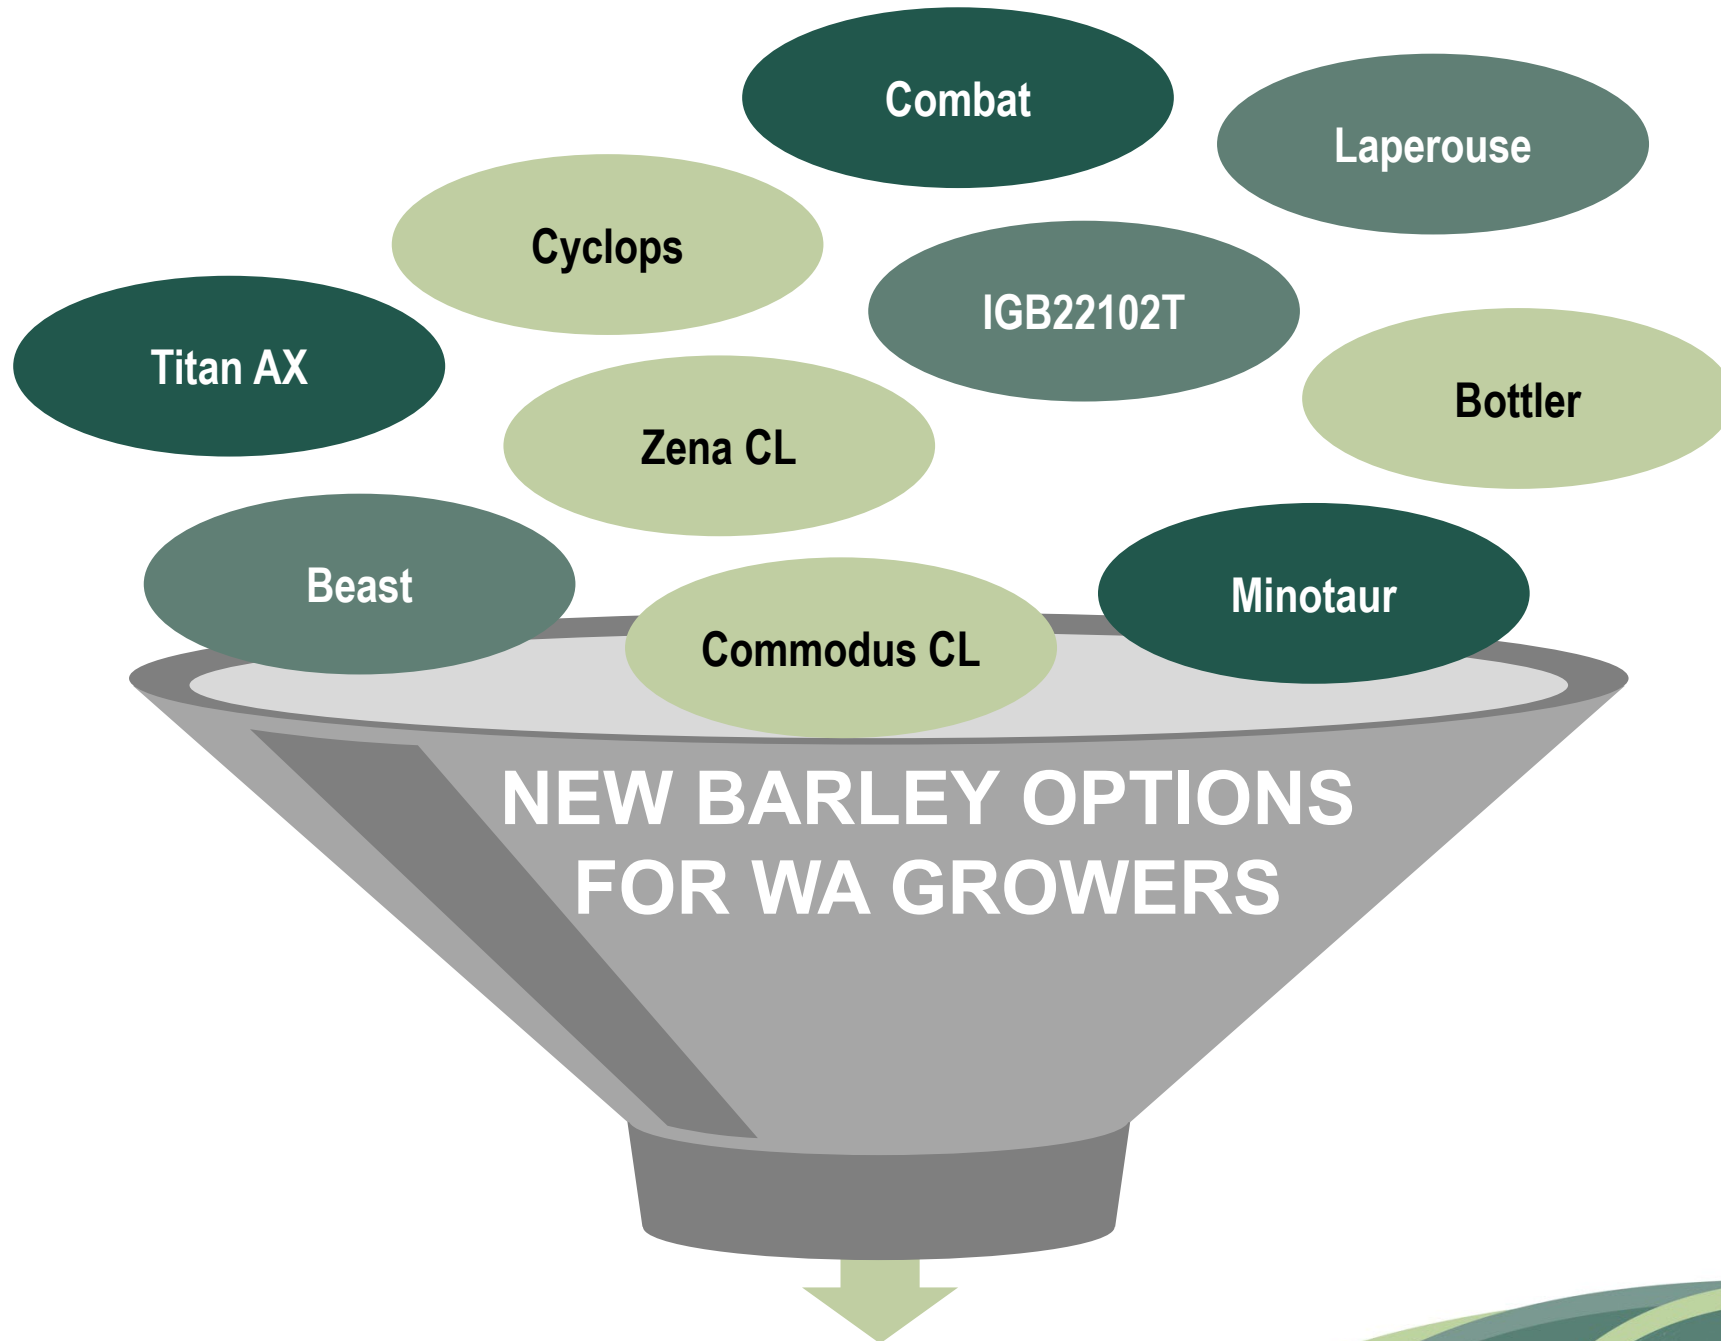 Combat
Laperouse
Cyclops
IGB22102T
Titan AX
Bottler
Zena CL
Beast
Minotaur
Commodus CL
NEW BARLEY OPTIONS
FOR WA GROWERS